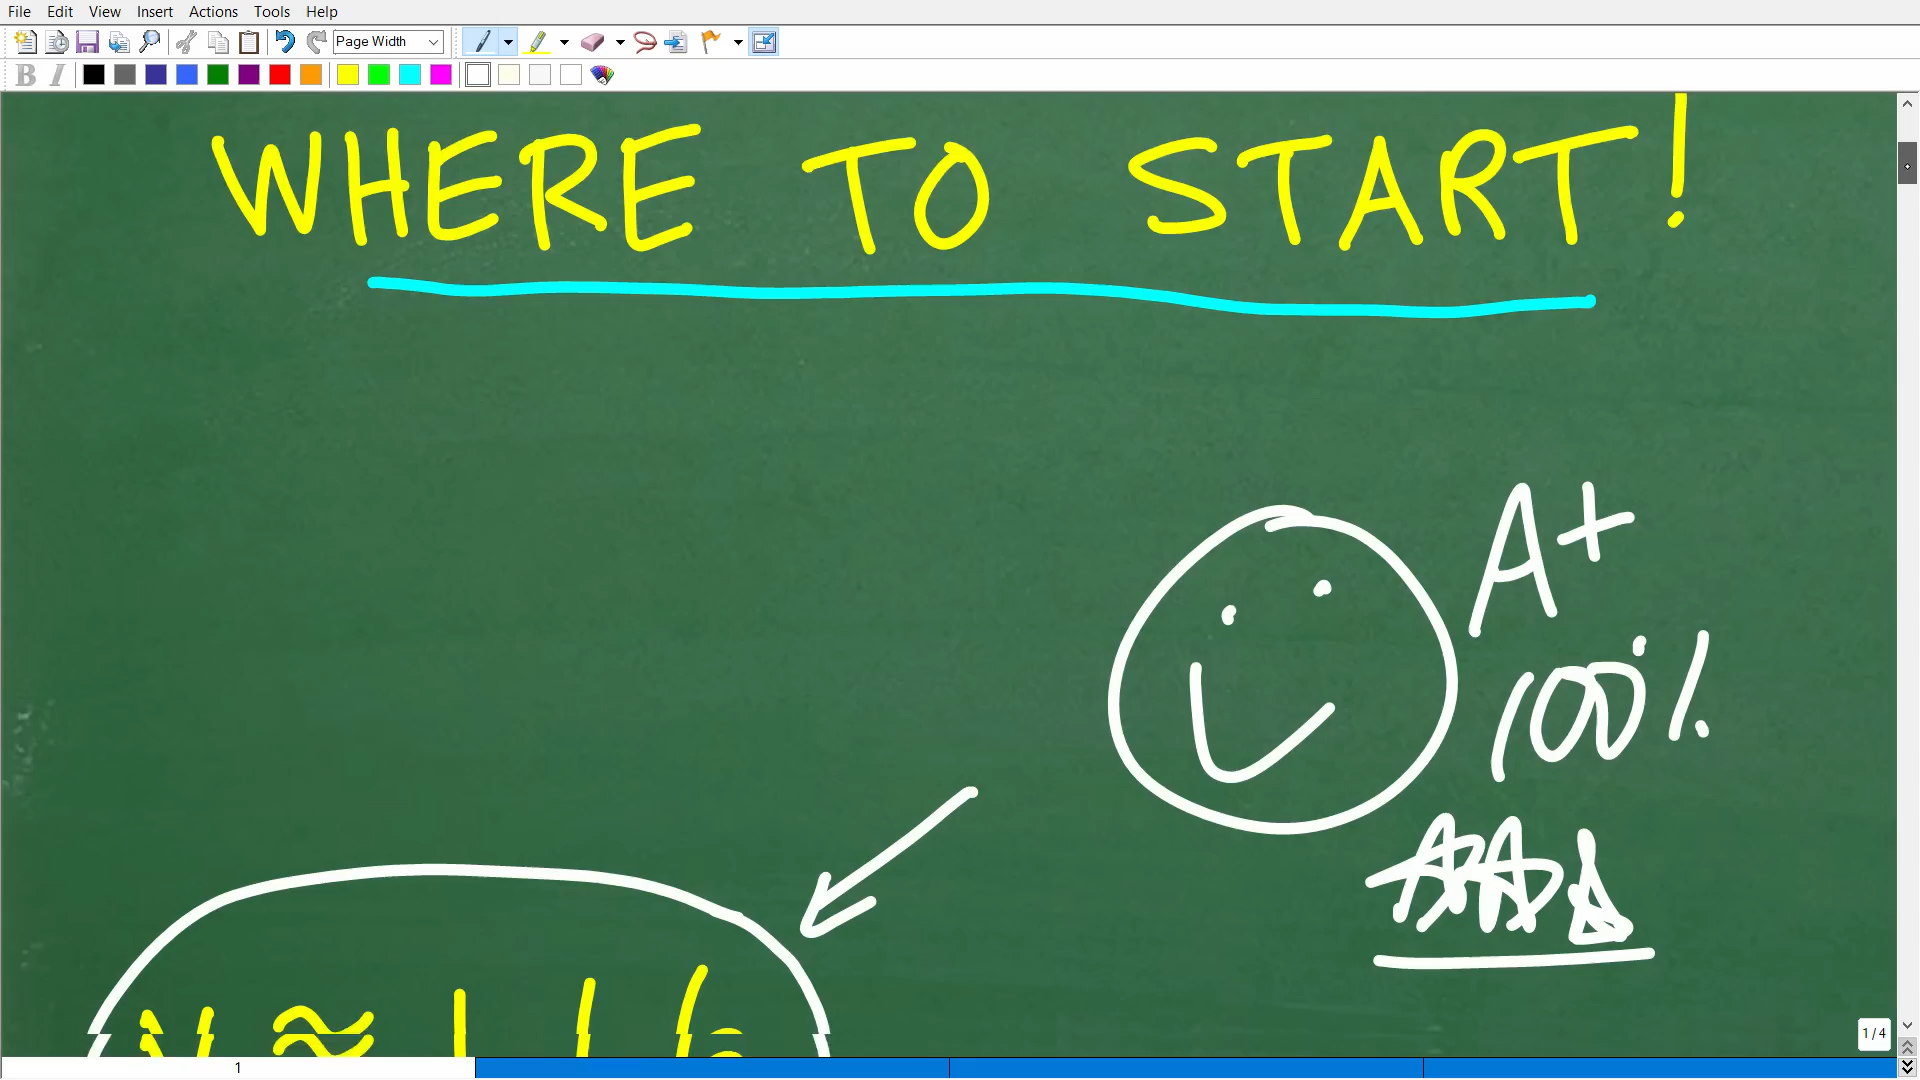 File Edit View Insert Actions Tools Help
Page Width
B I
WHERE TO START!
A+
100%
1 / 4
1